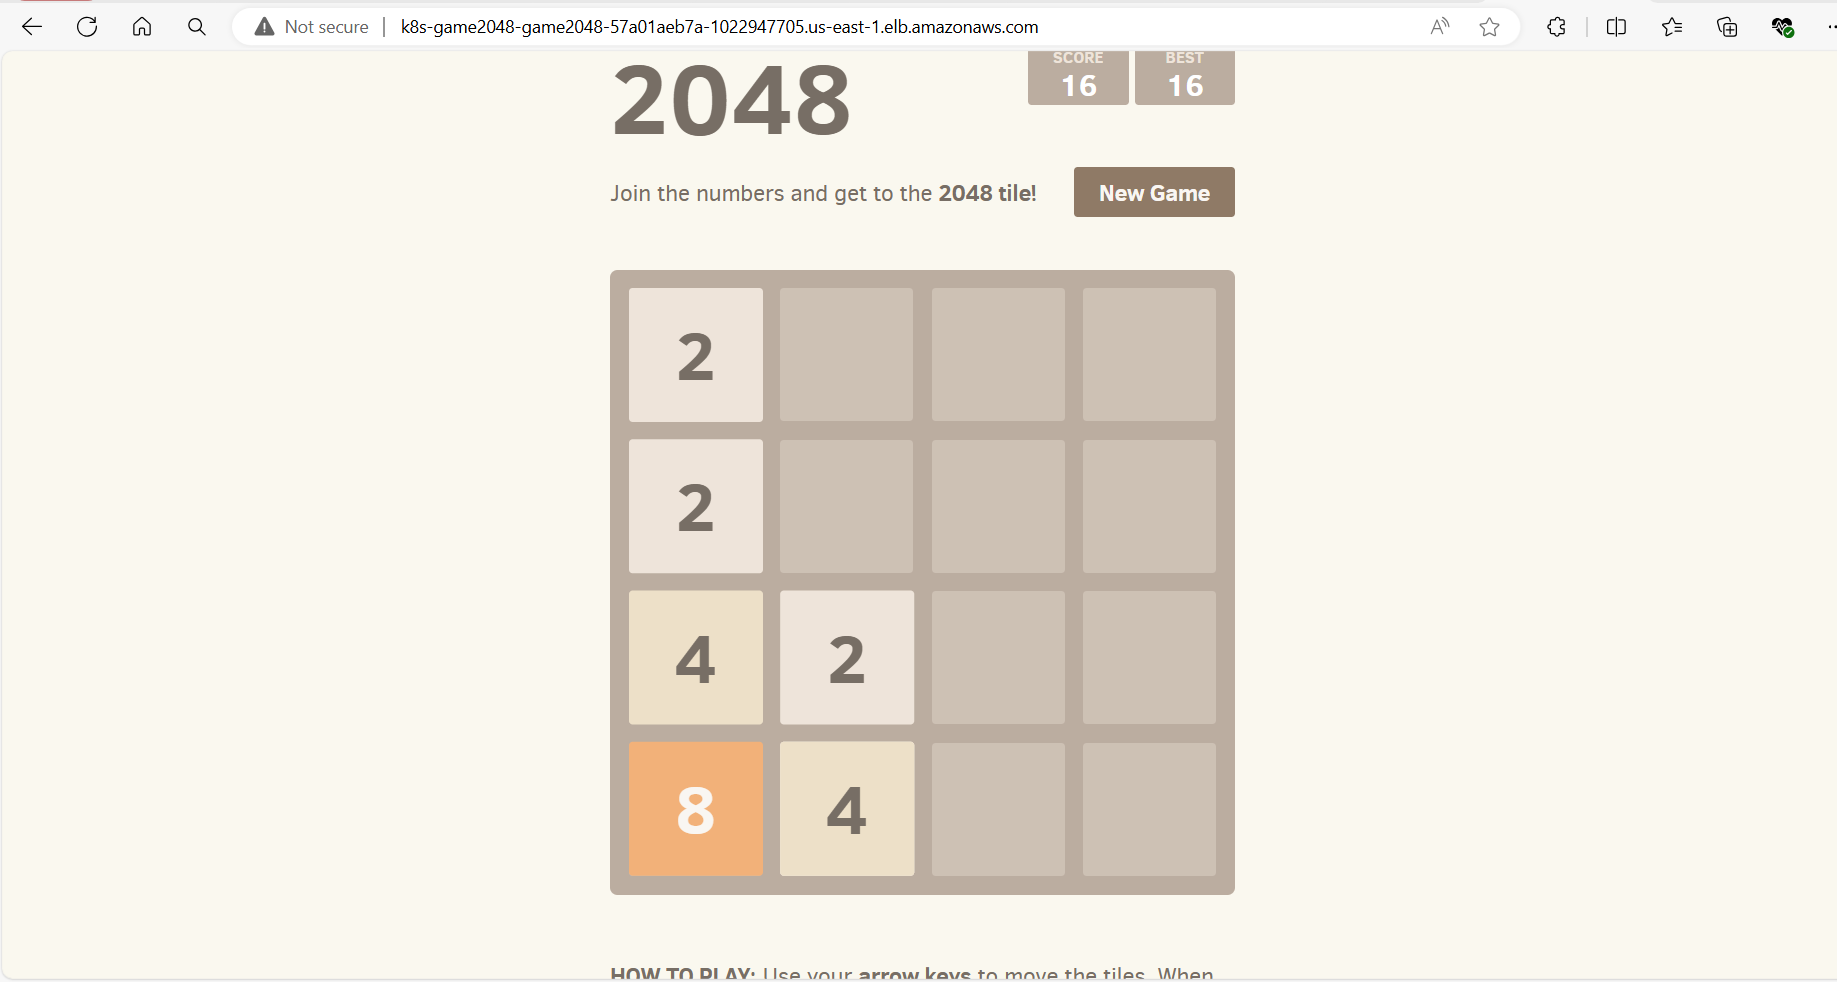 Not secure | k8s-game2048-game2048-57a01aeb7a-1022947705.us-east-1.elb.amazonaws.com
2048
SCORE
16
BEST
16
Join the numbers and get to the 2048 tile!
New Game
2
2
4 2
8 4
HOW TO PLAY: Use your arrow keys to move the tiles. When